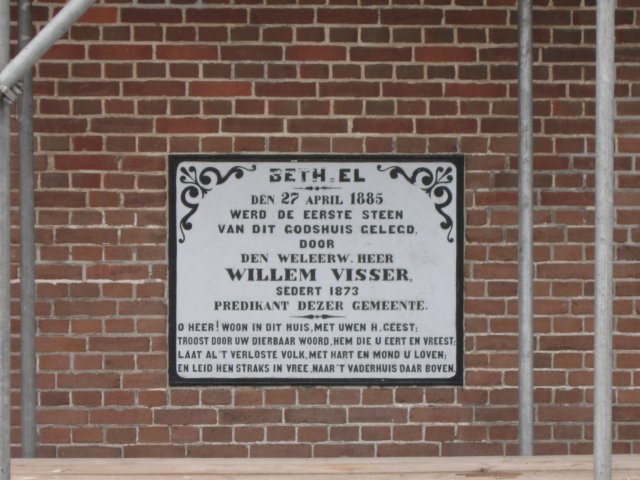 BETH.EL
DEN 27 APRIL 1885
WERD DE EERSTE STEEN
VAN DIT GODSHUIS GELEGD.
DOOR
DEN WELEERW. HEER
WILLEM VISSER,
SEDERT 1873
PREDIKANT DEZER GEMEENTE.
O HEER! WOON IN DIT HUIS, MET UWEN H. GEEST;
TROOST DOOR UW DIERBAAR WOORD, HEM DIE U EERT EN VREEST;
LAAT AL 'T VERLOSTE VOLK, MET HART EN MOND U LOVEN;
EN LEID HEN STRAKS IN VREE, NAAR 'T VADERHUIS DAAR BOVEN.